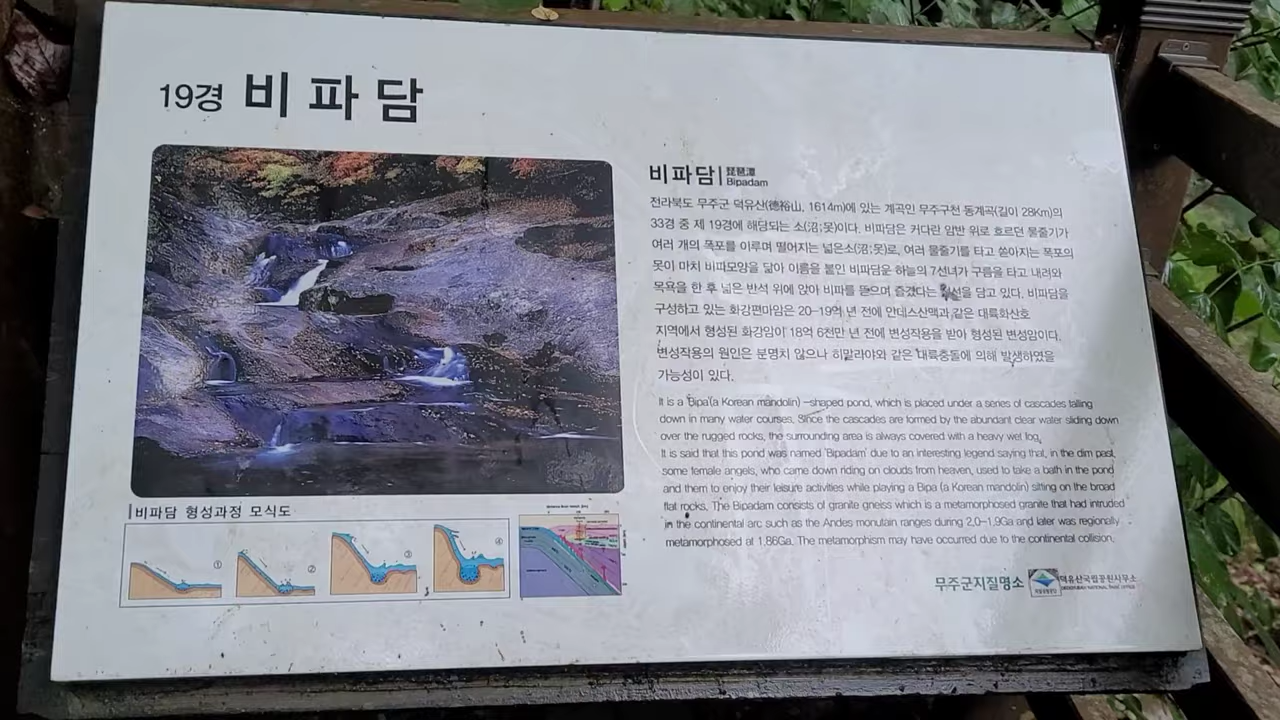 19경 비파담
비파담 琵琶潭
Bipadam
전라북도 무주군 덕유산(德裕山, 1614m)에 있는 계곡인 무주구천 동계곡(길이 28Km)의
33경 중 제 19경에 해당되는 소(沼;못)이다. 비파담은 커다란 암반 위로 흐르던 물줄기가
여러 개의 폭포를 이루며 떨어지는 넓은소(沼;못)로, 여러 물줄기를 타고 쏟아지는 폭포의
못이 마치 비파모양을 닮아 이름을 붙인 비파담은 하늘의 7선녀가 구름을 타고 내려와
목욕을 한 후 넓은 반석 위에 앉아 비파를 뜯으며 즐겼다는 담고 있다. 비파담을
구성하고 있는 화강편마암은 20~19억 년 전에 안데스산맥과 같은 대륙화산호
지역에서 형성된 화강암이 18억 6천만 년 전에 변성작용을 받아 형성된 변성암이다.
변성작용의 원인은 분명치 않으나 히말라야와 같은 대륙충돌에 의해 발생하였을
가능성이 있다.
It is a 'Bipa'(a Korean mandolin) -shaped pond, which is placed under a series of cascades falling
down in many water courses. Since the cascades are formed by the abundant clear water sliding down
over the rugged rocks, the surrounding area is always covered with a heavy wet fog.
It is said that this pond was named 'Bipadam' due to an interesting legend saying that, in the dim past,
some female angels, who came down riding on clouds from heaven, used to take a bath in the pond
and them to enjoy their leisure activities while playing a Bipa (a Korean mandolin) sitting on the broad
flat rocks. The Bipadam consists of granite gneiss which is a metamorphosed granite that had intruded
in the continental arc such as the Andes monutain ranges during 2.0~1.9Ga and later was regionally
metamorphosed at 1.86Ga. The metamorphism may have occurred due to the continental collision.
비파담 형성과정 모식도
① ② ③ ④
무주군지질명소 덕유산국립공원사무소